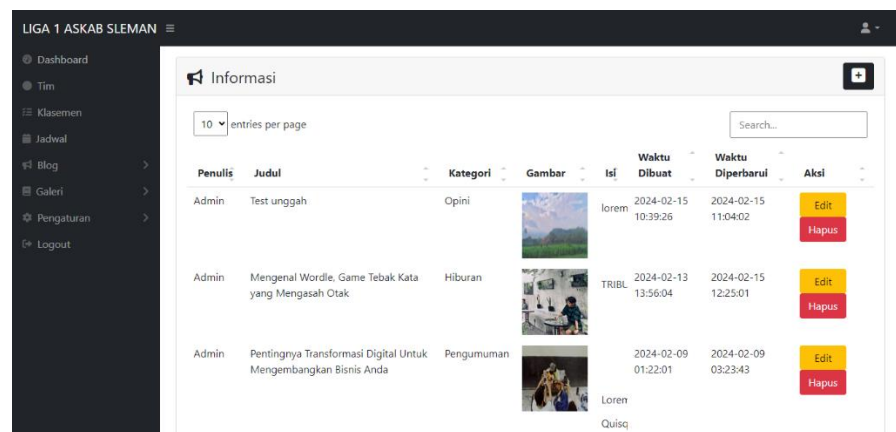 LIGA 1 ASKAB SLEMAN
Dashboard
Tim
Klasemen
Jadwal
Blog
Galeri
Pengaturan
Logout
Informasi
10 entries per page
Search...
Penulis Judul Kategori Gambar Isi Waktu Dibuat Waktu Diperbarui Aksi
Admin Test unggah Opini lorem 2024-02-15 2024-02-15 Edit
10:39:26 11:04:02 Hapus
Admin Mengenal Wordle, Game Tebak Kata Hiburan TRIBL 2024-02-13 2024-02-15 Edit
yang Mengasah Otak 13:56:04 12:25:01 Hapus
Admin Pentingnya Transformasi Digital Untuk Pengumuman 2024-02-09 2024-02-09 Edit
Mengembangkan Bisnis Anda 01:22:01 03:23:43 Hapus
Lorem
Quisq